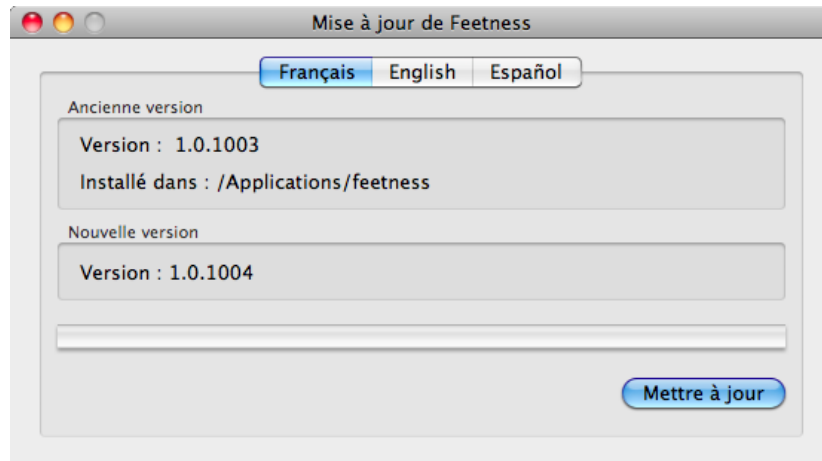 Mise à jour de Feetness
Français English Español
Ancienne version
Version : 1.0.1003
Installé dans : /Applications/feetness
Nouvelle version
Version : 1.0.1004
Mettre à jour